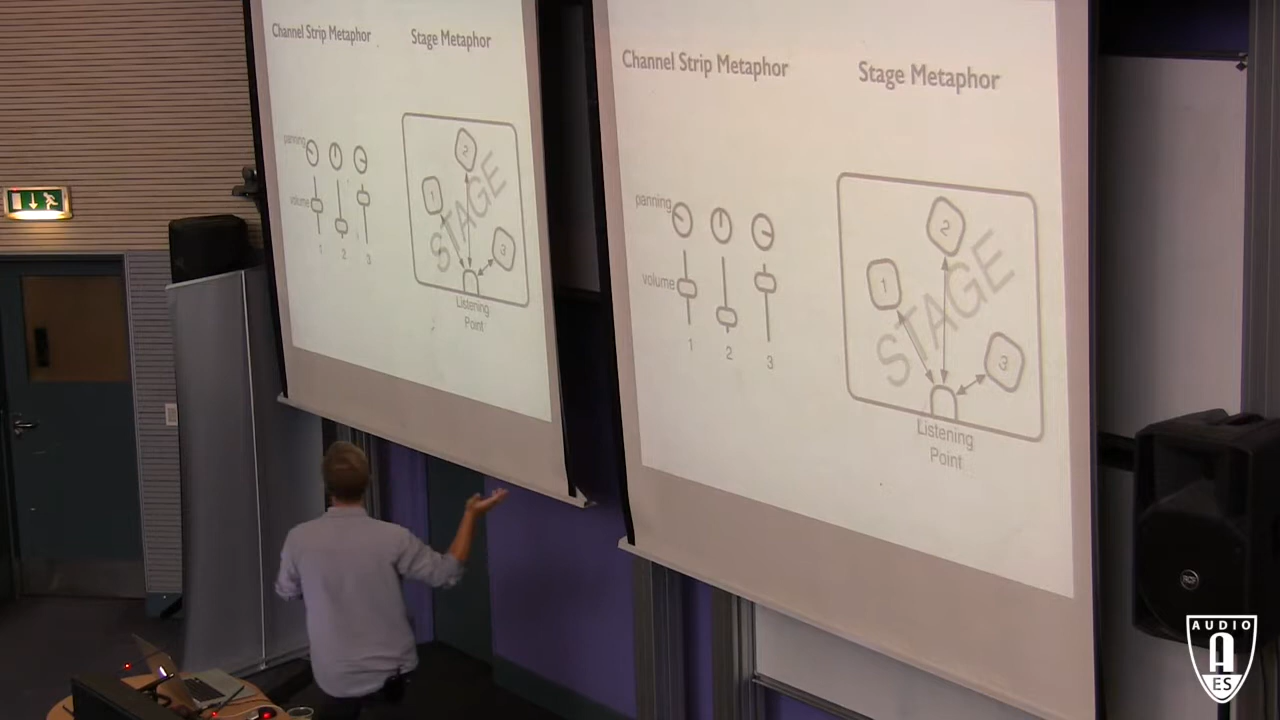 Channel Strip Metaphor
Stage Metaphor
panning
volume
1
2
3
1
2
3
STAGE
Listening
Point
Channel Strip Metaphor
Stage Metaphor
panning
volume
1
2
3
1
2
3
STAGE
Listening
Point
RCF
AUDIO
A
ES